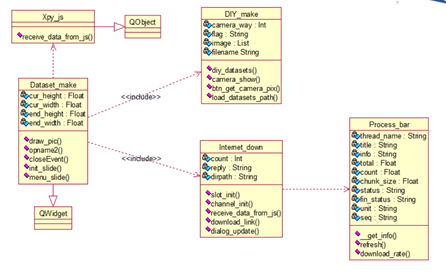 Xpy_js
receive_data_from_js()
QObject
DIY_make
camera_way : Int
flag : String
image : List
filename String
diy_datasets()
camera_show()
btn_get_camera_pix()
load_datasets_path()
Dataset_make
cur_height : Float
cur_width : Float
end_height : Float
end_width : Float
draw_pic()
opname2()
closeEvent()
init_slide()
menu_slide()
<<include>>
<<include>>
QWidget
Internet_down
count : Int
reply : String
dirpath : String
slot_init()
channel_init()
receive_data_from_js()
download_link()
dialog_update()
Process_bar
thread_name : String
title : String
info : String
total : Float
count : Float
chunk_size : Float
status : String
fin_status : String
unit : String
seq : String
__get_info()
refresh()
download_rate()